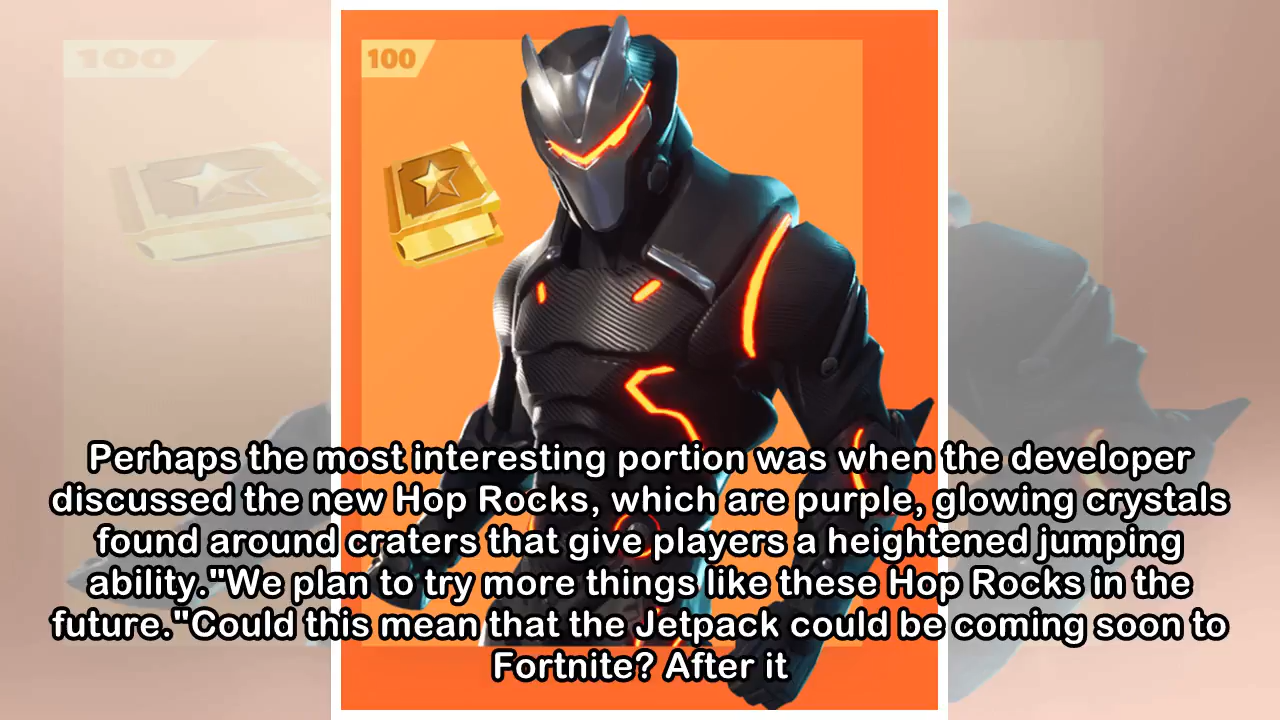 100
100
Perhaps the most interesting portion was when the developer
discussed the new Hop Rocks, which are purple, glowing crystals
found around craters that give players a heightened jumping
ability."We plan to try more things like these Hop Rocks in the
future."Could this mean that the Jetpack could be coming soon to
Fortnite? After it